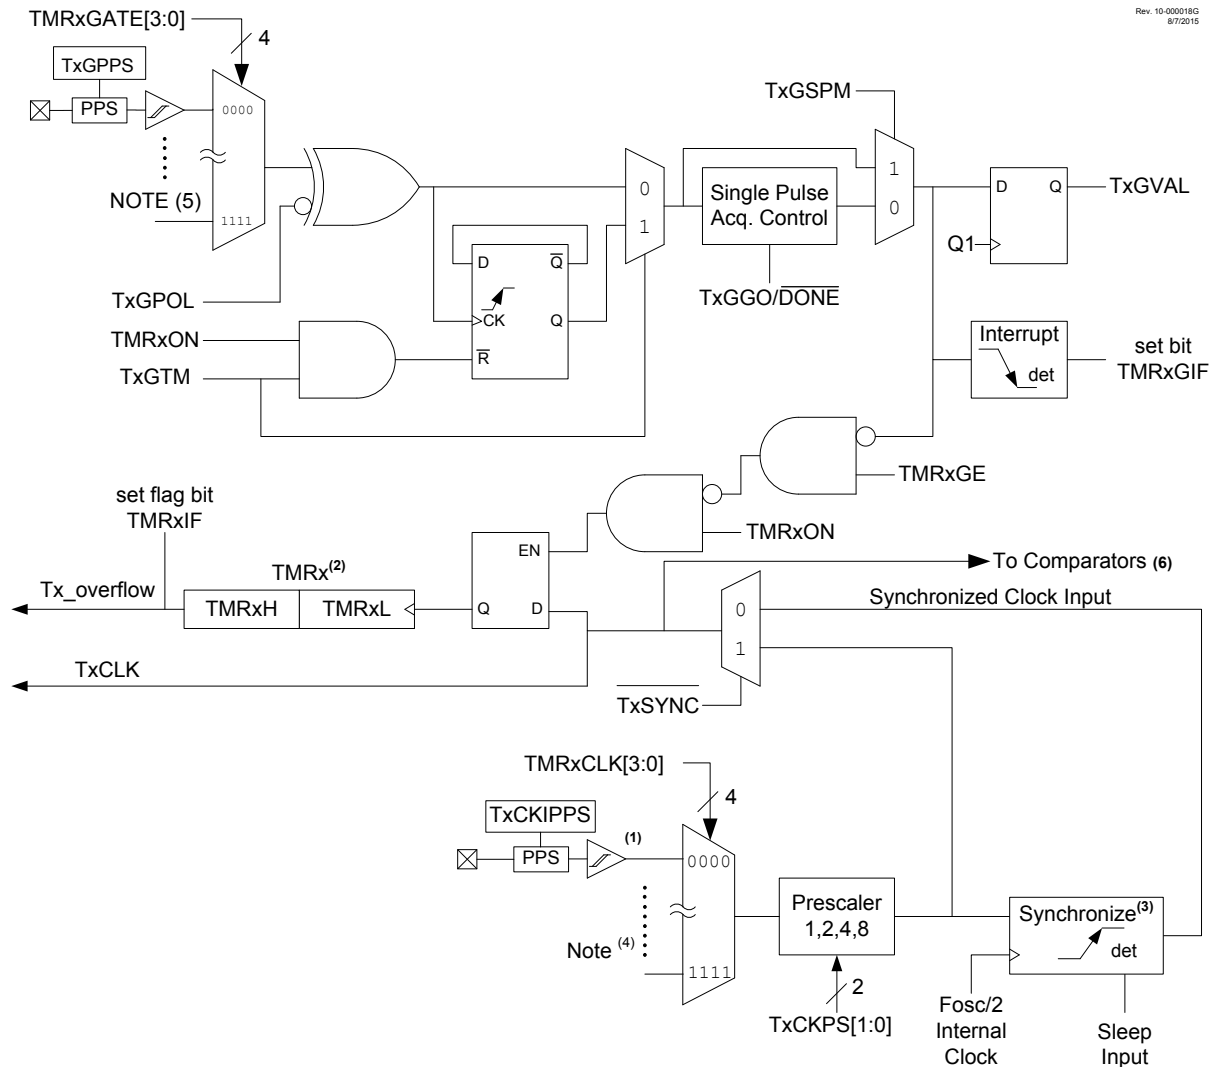 Rev. 10-000018G
8/7/2015
TMRxGATE[3:0]
4
TxGPPS
PPS
0000
NOTE (5)
1111
TxGPOL
TMRxON
TxGTM
D
Q
CK
Q
R
0
1
TxGSPM
Single Pulse
Acq. Control
TxGGO/DONE
1
0
D
Q
Q1
TxGVAL
Interrupt
det
set bit
TMRxGIF
TMRxGE
TMRxON
set flag bit
TMRxIF
Tx_overflow
TMRx(2)
TMRxH
TMRxL
EN
Q
D
TxCLK
To Comparators (6)
Synchronized Clock Input
0
1
TxSYNC
TMRxCLK[3:0]
4
TxCKIPPS
PPS
(1)
0000
Note (4)
1111
Prescaler
1,2,4,8
2
TxCKPS[1:0]
Synchronize(3)
det
Fosc/2
Internal
Clock
Sleep
Input